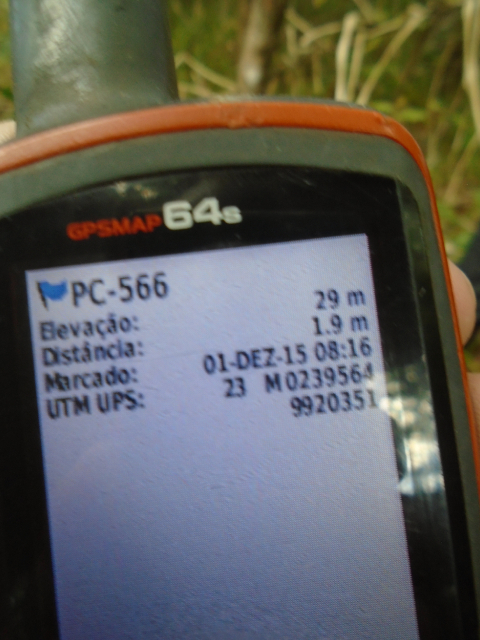 GPSMAP 64s
PC-566
Elevação: 29 m
Distância: 1.9 m
Marcado: 01-DEZ-15 08:16
UTM UPS: 23 M 0239564
9920351